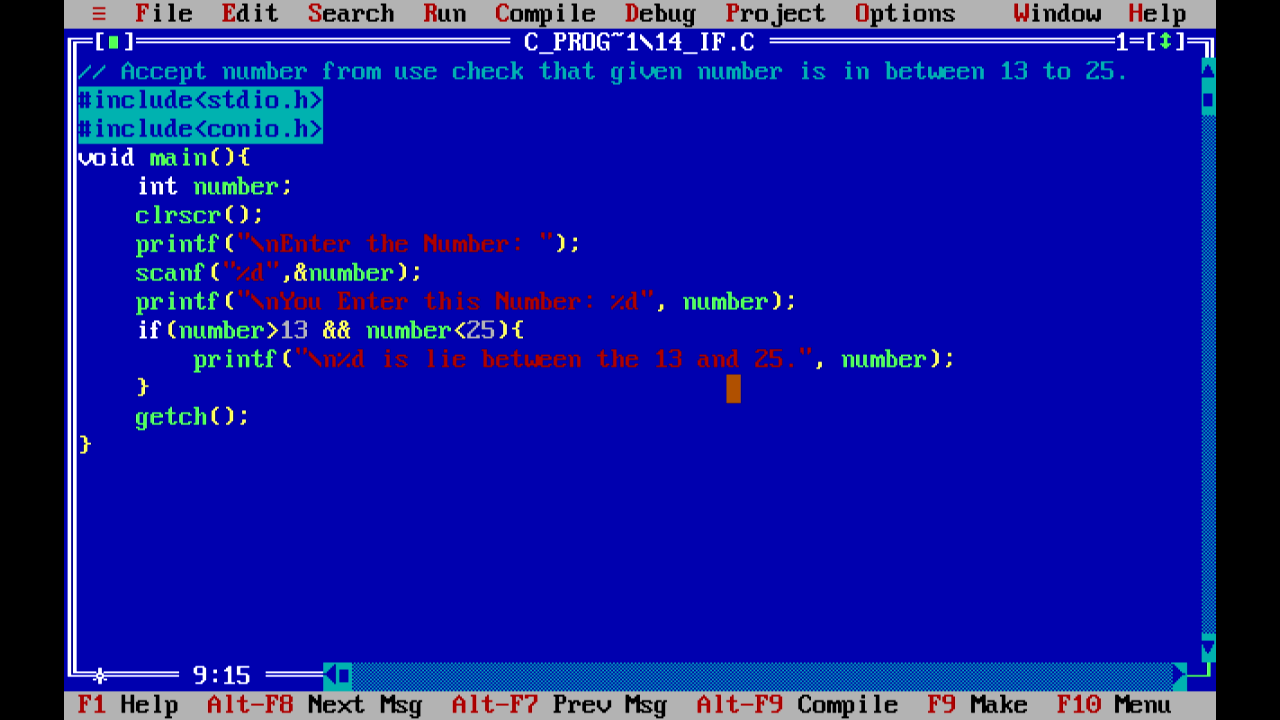 ≡ File Edit Search Run Compile Debug Project Options Window Help
[■] C_PROG~1\14_IF.C 1=[↕]
// Accept number from use check that given number is in between 13 to 25.
#include<stdio.h>
#include<conio.h>
void main(){
int number;
clrscr();
printf("\nEnter the Number: ");
scanf("%d",&number);
printf("\nYou Enter this Number: %d", number);
if(number>13 && number<25){
printf("\n%d is lie between the 13 and 25.", number);
}
getch();
}
9:15
F1 Help Alt-F8 Next Msg Alt-F7 Prev Msg Alt-F9 Compile F9 Make F10 Menu